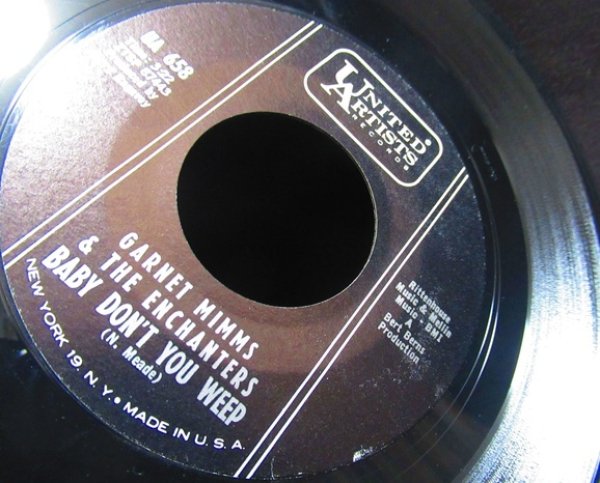 UNITED
ARTISTS
RECORDS
UA 658
Rittenhouse
Music & Mellin
Music - BMI
A
Bert Berns
Production
GARNET MIMMS
& THE ENCHANTERS
BABY DON'T YOU WEEP
(N. Meade)
NEW YORK 19, N. Y. • MADE IN U. S. A.